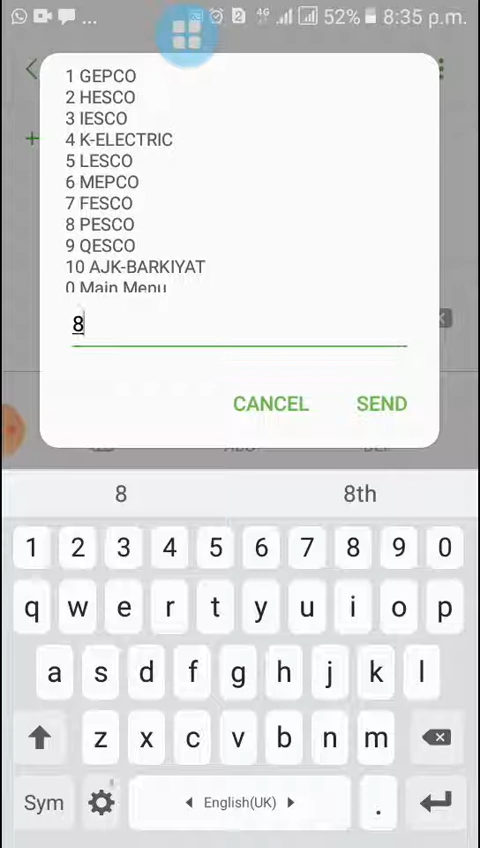 ... 4G 2 52% 8:35 p.m.
1 GEPCO
2 HESCO
3 IESCO
4 K-ELECTRIC
5 LESCO
6 MEPCO
7 FESCO
8 PESCO
9 QESCO
10 AJK-BARKIYAT
0 Main Menu
8
CANCEL SEND
8 8th
1 2 3 4 5 6 7 8 9 0
q w e r t y u i o p
a s d f g h j k l
z x c v b n m
Sym English(UK) .